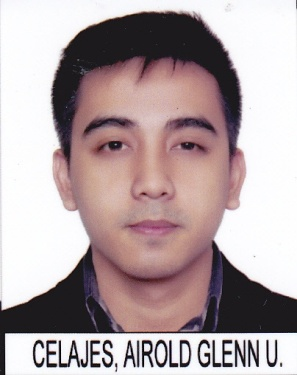 CELAJES, AIROLD GLENN U.